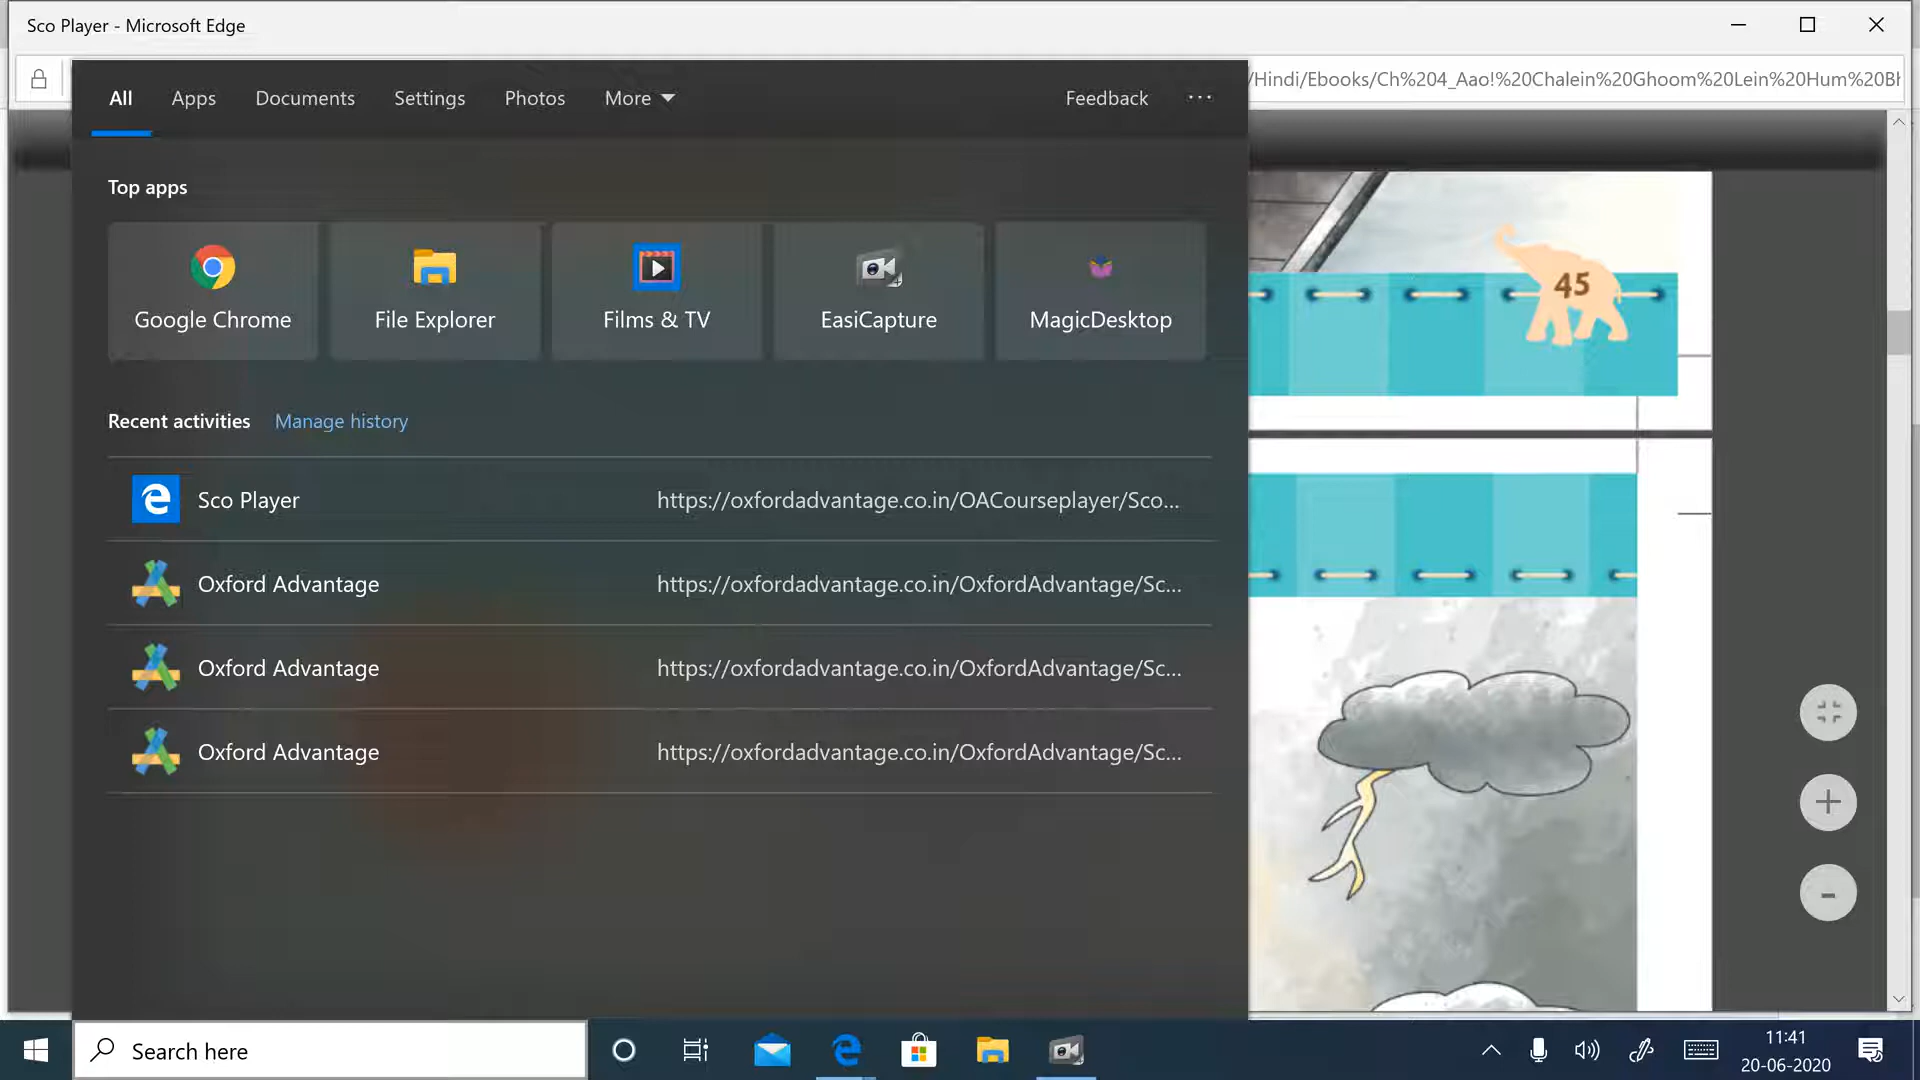 Sco Player - Microsoft Edge
/Hindi/Ebooks/Ch%204_Aao!%20Chalein%20Ghoom%20Lein%20Hum%20Bh
All Apps Documents Settings Photos More Feedback ...
Top apps
Google Chrome File Explorer Films & TV EasiCapture MagicDesktop
45
Recent activities Manage history
Sco Player https://oxfordadvantage.co.in/OACourseplayer/Sco...
Oxford Advantage https://oxfordadvantage.co.in/OxfordAdvantage/Sc...
Oxford Advantage https://oxfordadvantage.co.in/OxfordAdvantage/Sc...
Oxford Advantage https://oxfordadvantage.co.in/OxfordAdvantage/Sc...
Search here
11:41
20-06-2020